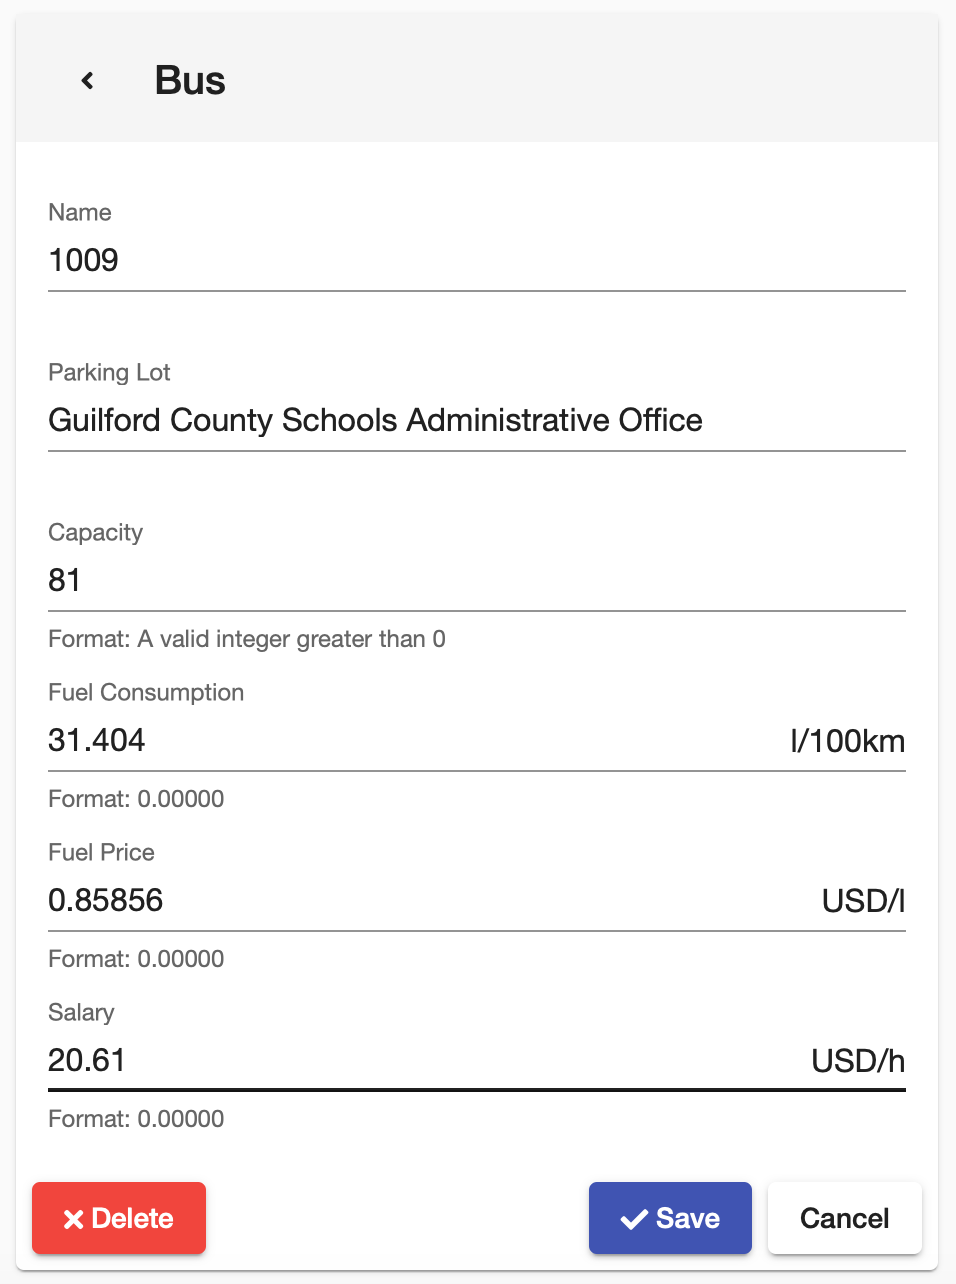 Bus
Name
1009
Parking Lot
Guilford County Schools Administrative Office
Capacity
81
Format: A valid integer greater than 0
Fuel Consumption
31.404 l/100km
Format: 0.00000
Fuel Price
0.85856 USD/l
Format: 0.00000
Salary
20.61 USD/h
Format: 0.00000
Delete Save Cancel